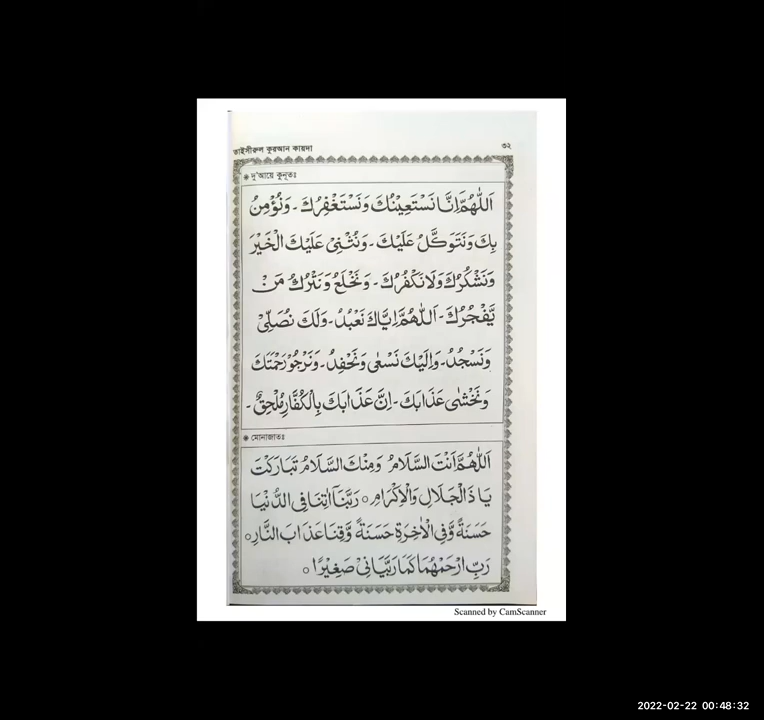 তাইসীরুল কুরআন কায়দা ৩২
❋ দু'আয়ে কুনূতঃ
اَللّٰهُمَّ اِنَّا نَسْتَعِيْنُكَ وَنَسْتَغْفِرُكَ - وَنُؤْمِنُ
بِكَ وَنَتَوَكَّلُ عَلَيْكَ - وَنُثْنِىْ عَلَيْكَ الْخَيْرَ
وَنَشْكُرُكَ وَلَا نَكْفُرُكَ - وَنَخْلَعُ وَنَتْرُكُ مَنْ
يَّفْجُرُكَ - اَللّٰهُمَّ اِيَّاكَ نَعْبُدُ - وَلَكَ نُصَلِّىْ
وَنَسْجُدُ - وَاِلَيْكَ نَسْعٰى وَنَحْفِدُ - وَنَرْجُوْ رَحْمَتَكَ
وَنَخْشٰى عَذَابَكَ - اِنَّ عَذَابَكَ بِالْكُفَّارِ مُلْحِقٌ -
❋ মোনাজাতঃ
اَللّٰهُمَّ اَنْتَ السَّلَامُ وَمِنْكَ السَّلَامُ تَبَارَكْتَ
يَا ذَا الْجَلَالِ وَالْاِكْرَامِ ○ رَبَّنَا اٰتِنَا فِى الدُّنْيَا
حَسَنَةً وَّفِى الْاٰخِرَةِ حَسَنَةً وَّقِنَا عَذَابَ النَّارِ ○
رَبِّ ارْحَمْهُمَا كَمَا رَبَّيَانِىْ صَغِيْرًا ○
Scanned by CamScanner
2022-02-22 00:48:32